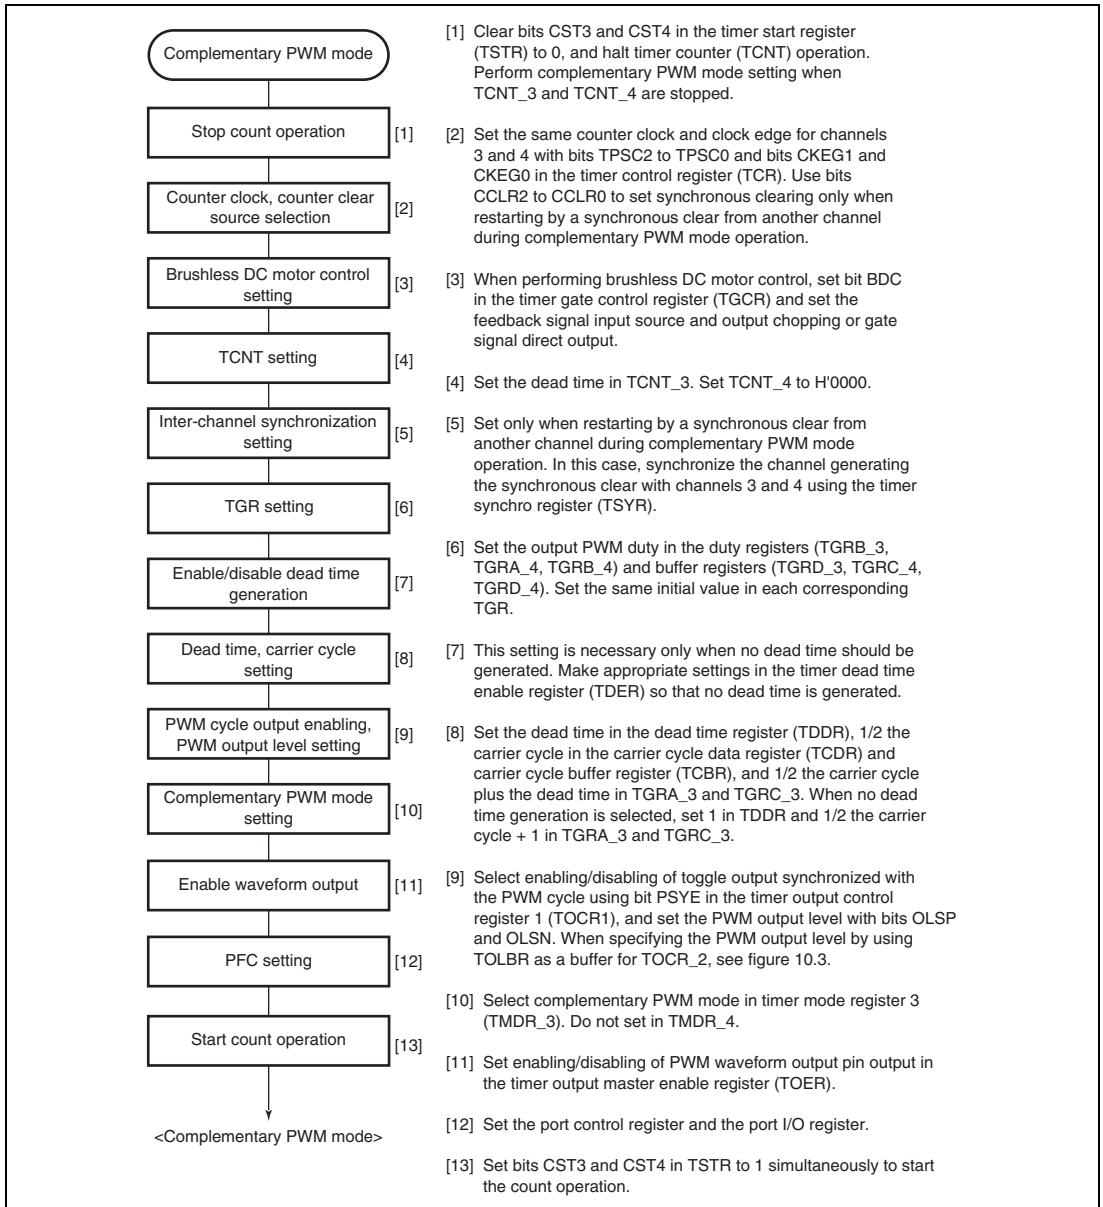 Complementary PWM mode
Stop count operation
[1]
Counter clock, counter clear
source selection
[2]
Brushless DC motor control
setting
[3]
TCNT setting
[4]
Inter-channel synchronization
setting
[5]
TGR setting
[6]
Enable/disable dead time
generation
[7]
Dead time, carrier cycle
setting
[8]
PWM cycle output enabling,
PWM output level setting
[9]
Complementary PWM mode
setting
[10]
Enable waveform output
[11]
PFC setting
[12]
Start count operation
[13]
<Complementary PWM mode>
[1] Clear bits CST3 and CST4 in the timer start register
(TSTR) to 0, and halt timer counter (TCNT) operation.
Perform complementary PWM mode setting when
TCNT_3 and TCNT_4 are stopped.
[2] Set the same counter clock and clock edge for channels
3 and 4 with bits TPSC2 to TPSC0 and bits CKEG1 and
CKEG0 in the timer control register (TCR). Use bits
CCLR2 to CCLR0 to set synchronous clearing only when
restarting by a synchronous clear from another channel
during complementary PWM mode operation.
[3] When performing brushless DC motor control, set bit BDC
in the timer gate control register (TGCR) and set the
feedback signal input source and output chopping or gate
signal direct output.
[4] Set the dead time in TCNT_3. Set TCNT_4 to H'0000.
[5] Set only when restarting by a synchronous clear from
another channel during complementary PWM mode
operation. In this case, synchronize the channel generating
the synchronous clear with channels 3 and 4 using the timer
synchro register (TSYR).
[6] Set the output PWM duty in the duty registers (TGRB_3,
TGRA_4, TGRB_4) and buffer registers (TGRD_3, TGRC_4,
TGRD_4). Set the same initial value in each corresponding
TGR.
[7] This setting is necessary only when no dead time should be
generated. Make appropriate settings in the timer dead time
enable register (TDER) so that no dead time is generated.
[8] Set the dead time in the dead time register (TDDR), 1/2 the
carrier cycle in the carrier cycle data register (TCDR) and
carrier cycle buffer register (TCBR), and 1/2 the carrier cycle
plus the dead time in TGRA_3 and TGRC_3. When no dead
time generation is selected, set 1 in TDDR and 1/2 the carrier
cycle + 1 in TGRA_3 and TGRC_3.
[9] Select enabling/disabling of toggle output synchronized with
the PWM cycle using bit PSYE in the timer output control
register 1 (TOCR1), and set the PWM output level with bits OLSP
and OLSN. When specifying the PWM output level by using
TOLBR as a buffer for TOCR_2, see figure 10.3.
[10] Select complementary PWM mode in timer mode register 3
(TMDR_3). Do not set in TMDR_4.
[11] Set enabling/disabling of PWM waveform output pin output in
the timer output master enable register (TOER).
[12] Set the port control register and the port I/O register.
[13] Set bits CST3 and CST4 in TSTR to 1 simultaneously to start
the count operation.